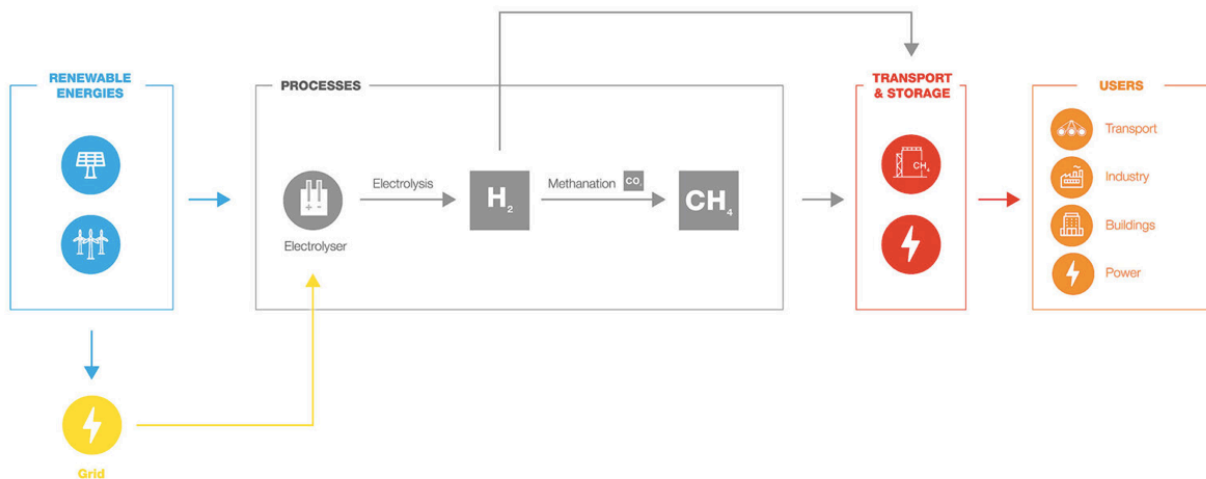 RENEWABLE
ENERGIES
PROCESSES
TRANSPORT
& STORAGE
USERS
Electrolysis
H₂
Methanation CO₂
CH₄
Electrolyser
+ -
CH₄
Transport
Industry
Buildings
Power
Grid